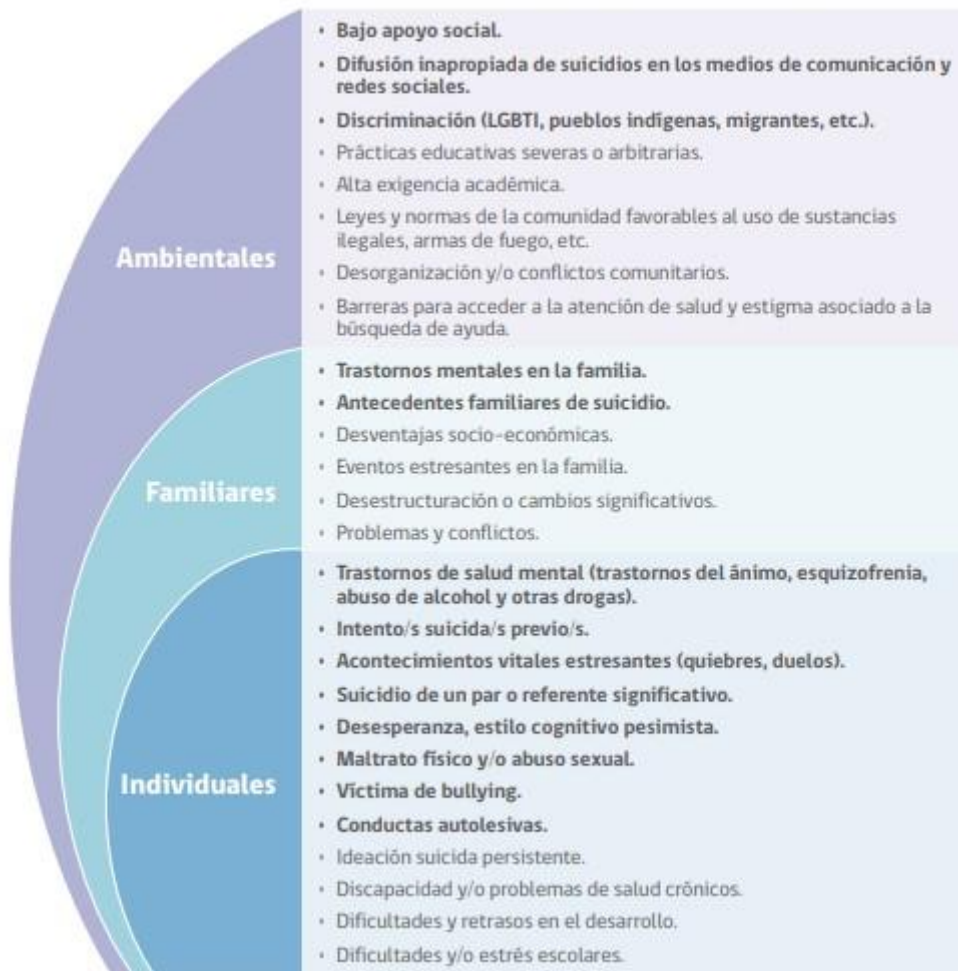 Ambientales
• Bajo apoyo social.
• Difusión inapropiada de suicidios en los medios de comunicación y
redes sociales.
• Discriminación (LGBTI, pueblos indígenas, migrantes, etc.).
• Prácticas educativas severas o arbitrarias.
• Alta exigencia académica.
• Leyes y normas de la comunidad favorables al uso de sustancias
ilegales, armas de fuego, etc.
• Desorganización y/o conflictos comunitarios.
• Barreras para acceder a la atención de salud y estigma asociado a la
búsqueda de ayuda.
Familiares
• Trastornos mentales en la familia.
• Antecedentes familiares de suicidio.
• Desventajas socio-económicas.
• Eventos estresantes en la familia.
• Desestructuración o cambios significativos.
• Problemas y conflictos.
Individuales
• Trastornos de salud mental (trastornos del ánimo, esquizofrenia,
abuso de alcohol y otras drogas).
• Intento/s suicida/s previo/s.
• Acontecimientos vitales estresantes (quiebres, duelos).
• Suicidio de un par o referente significativo.
• Desesperanza, estilo cognitivo pesimista.
• Maltrato físico y/o abuso sexual.
• Víctima de bullying.
• Conductas autolesivas.
• Ideación suicida persistente.
• Discapacidad y/o problemas de salud crónicos.
• Dificultades y retrasos en el desarrollo.
• Dificultades y/o estrés escolares.